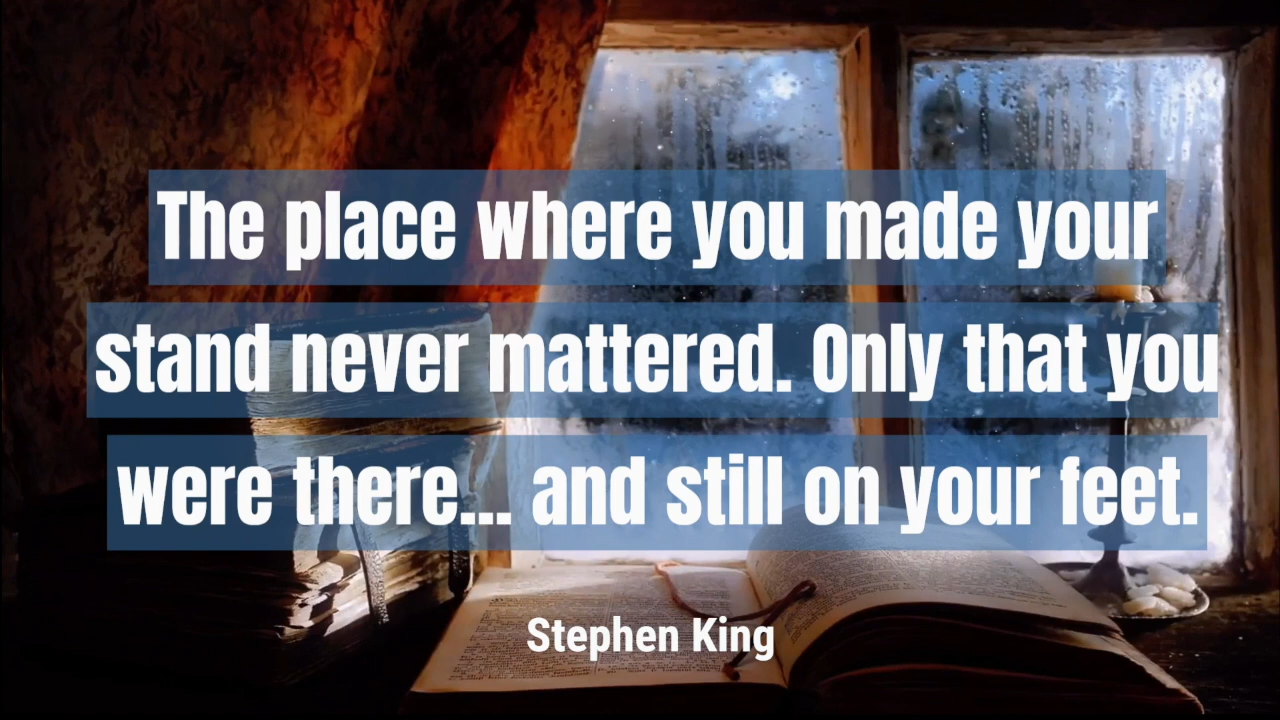 The place where you made your
stand never mattered. Only that you
were there... and still on your feet.
Stephen King